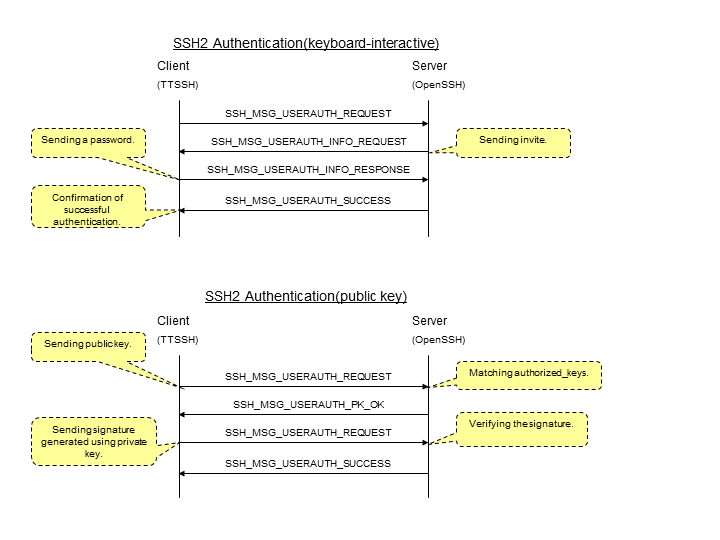 SSH2 Authentication(keyboard-interactive)
Client
Server
(TTSSH)
(OpenSSH)
SSH_MSG_USERAUTH_REQUEST
Sending a password.
SSH_MSG_USERAUTH_INFO_REQUEST
Sending invite.
SSH_MSG_USERAUTH_INFO_RESPONSE
Confirmation of
successful
authentication.
SSH_MSG_USERAUTH_SUCCESS
SSH2 Authentication(public key)
Client
Server
(TTSSH)
(OpenSSH)
Sending public key.
SSH_MSG_USERAUTH_REQUEST
Matching authorized_keys.
SSH_MSG_USERAUTH_PK_OK
Sending signature
generated using private
key.
SSH_MSG_USERAUTH_REQUEST
Verifying the signature.
SSH_MSG_USERAUTH_SUCCESS